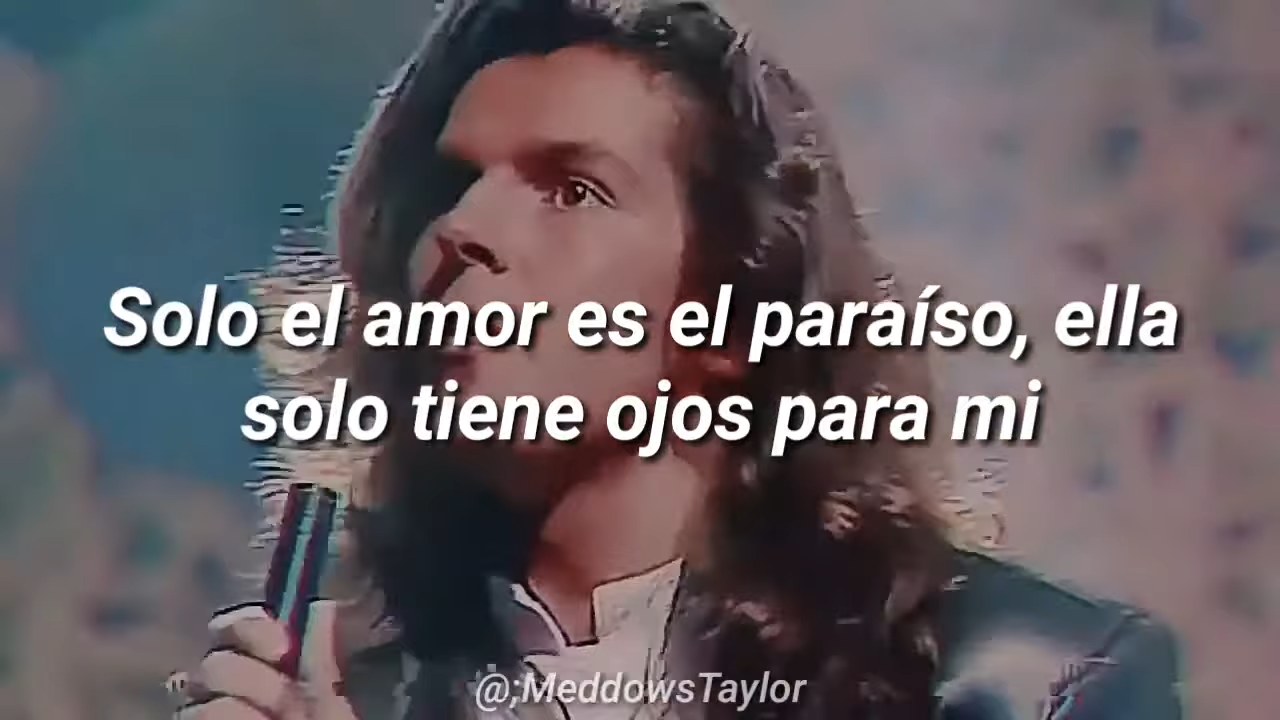 Solo el amor es el paraíso, ella
solo tiene ojos para mi
@;MeddowsTaylor